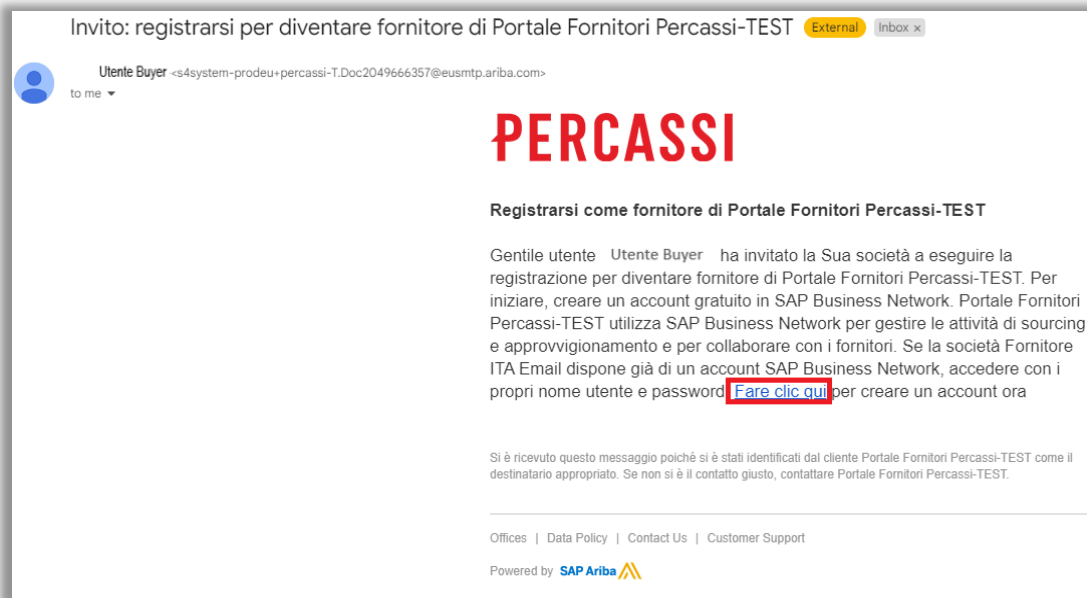 Invito: registrarsi per diventare fornitore di Portale Fornitori Percassi-TEST External Inbox x
Utente Buyer <s4system-prodeu+percassi-T.Doc2049666357@eusmtp.ariba.com>
to me
PERCASSI
Registrarsi come fornitore di Portale Fornitori Percassi-TEST
Gentile utente Utente Buyer ha invitato la Sua società a eseguire la
registrazione per diventare fornitore di Portale Fornitori Percassi-TEST. Per
iniziare, creare un account gratuito in SAP Business Network. Portale Fornitori
Percassi-TEST utilizza SAP Business Network per gestire le attività di sourcing
e approvvigionamento e per collaborare con i fornitori. Se la società Fornitore
ITA Email dispone già di un account SAP Business Network, accedere con i
propri nome utente e password Fare clic qui per creare un account ora
Si è ricevuto questo messaggio poiché si è stati identificati dal cliente Portale Fornitori Percassi-TEST come il
destinatario appropriato. Se non si è il contatto giusto, contattare Portale Fornitori Percassi-TEST.
Offices | Data Policy | Contact Us | Customer Support
Powered by SAP Ariba